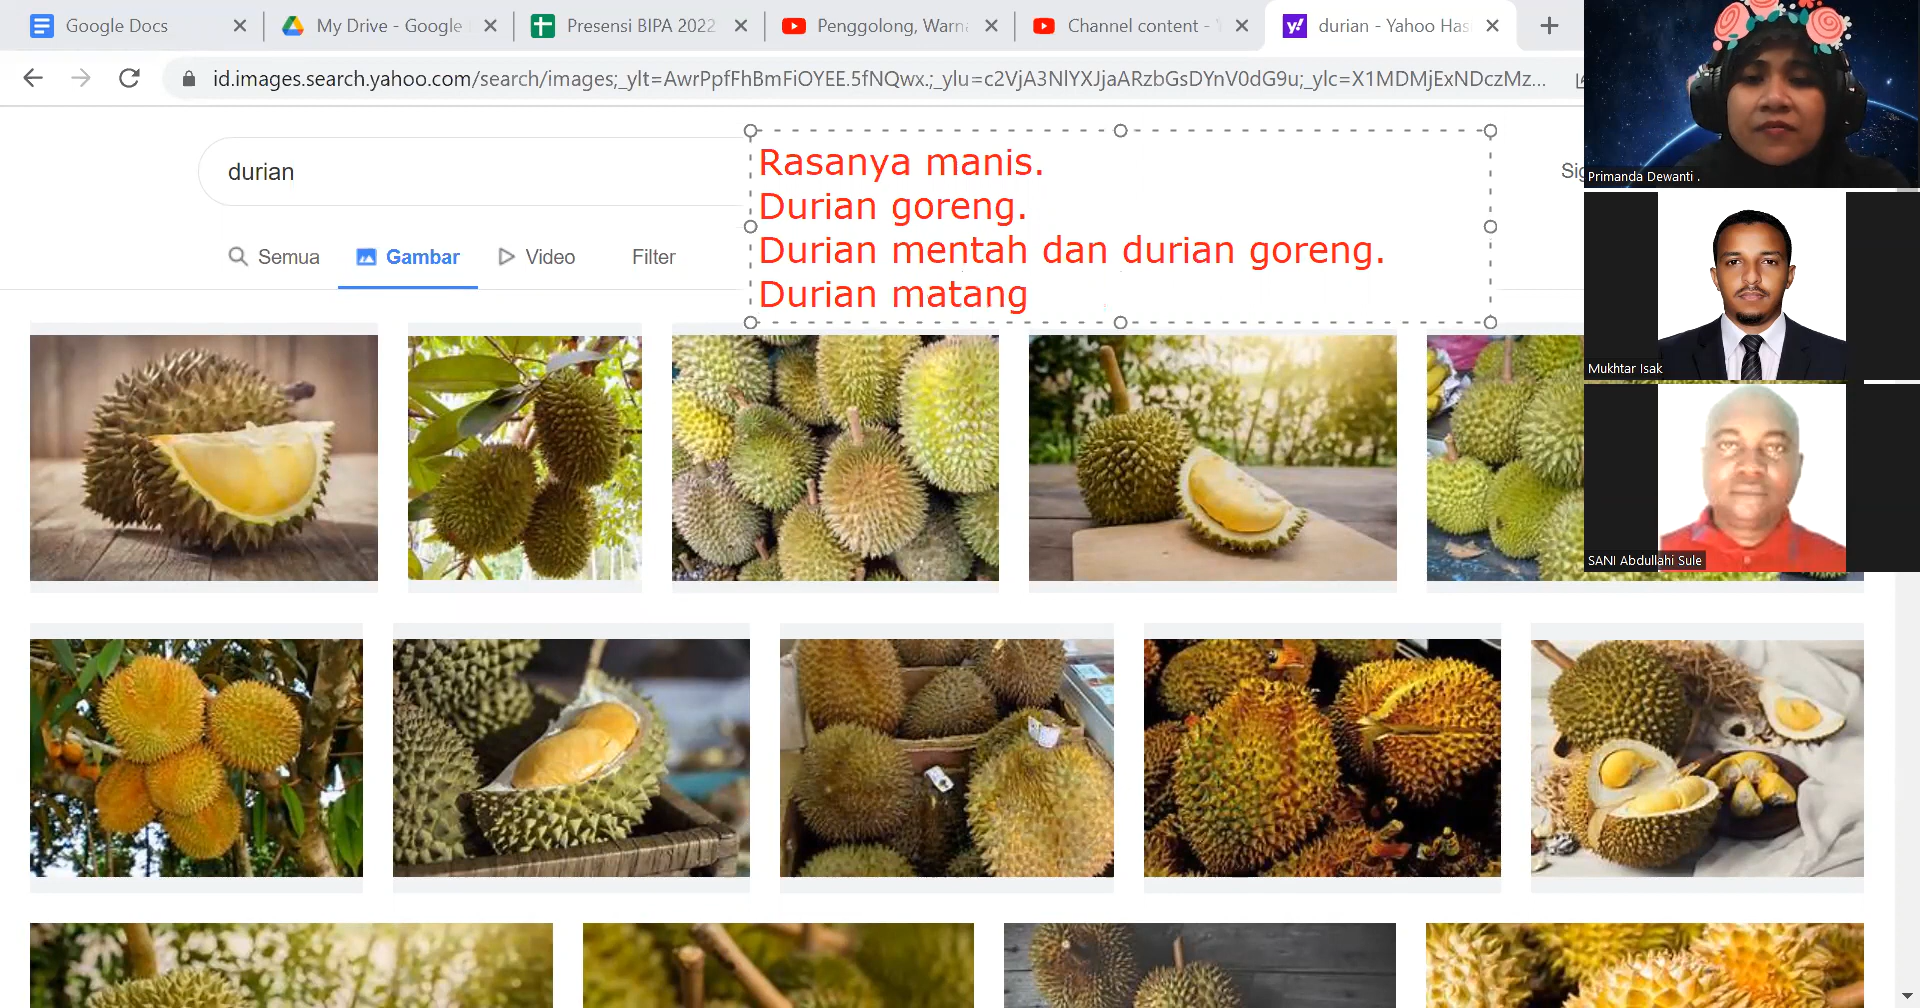 Google Docs
My Drive - Google
Presensi BIPA 2022
Penggolong, Warna
Channel content -
durian - Yahoo Has
id.images.search.yahoo.com/search/images;_ylt=AwrPpfFhBmFiOYEE.5fNQwx.;_ylu=c2VjA3NlYXJjaARzbGsDYnV0dG9u;_ylc=X1MDMjExNDczMz...
durian
Rasanya manis.
Durian goreng.
Durian mentah dan durian goreng.
Durian matang
Semua
Gambar
Video
Filter
Primanda Dewanti .
Mukhtar Isak
SANI Abdullahi Sule